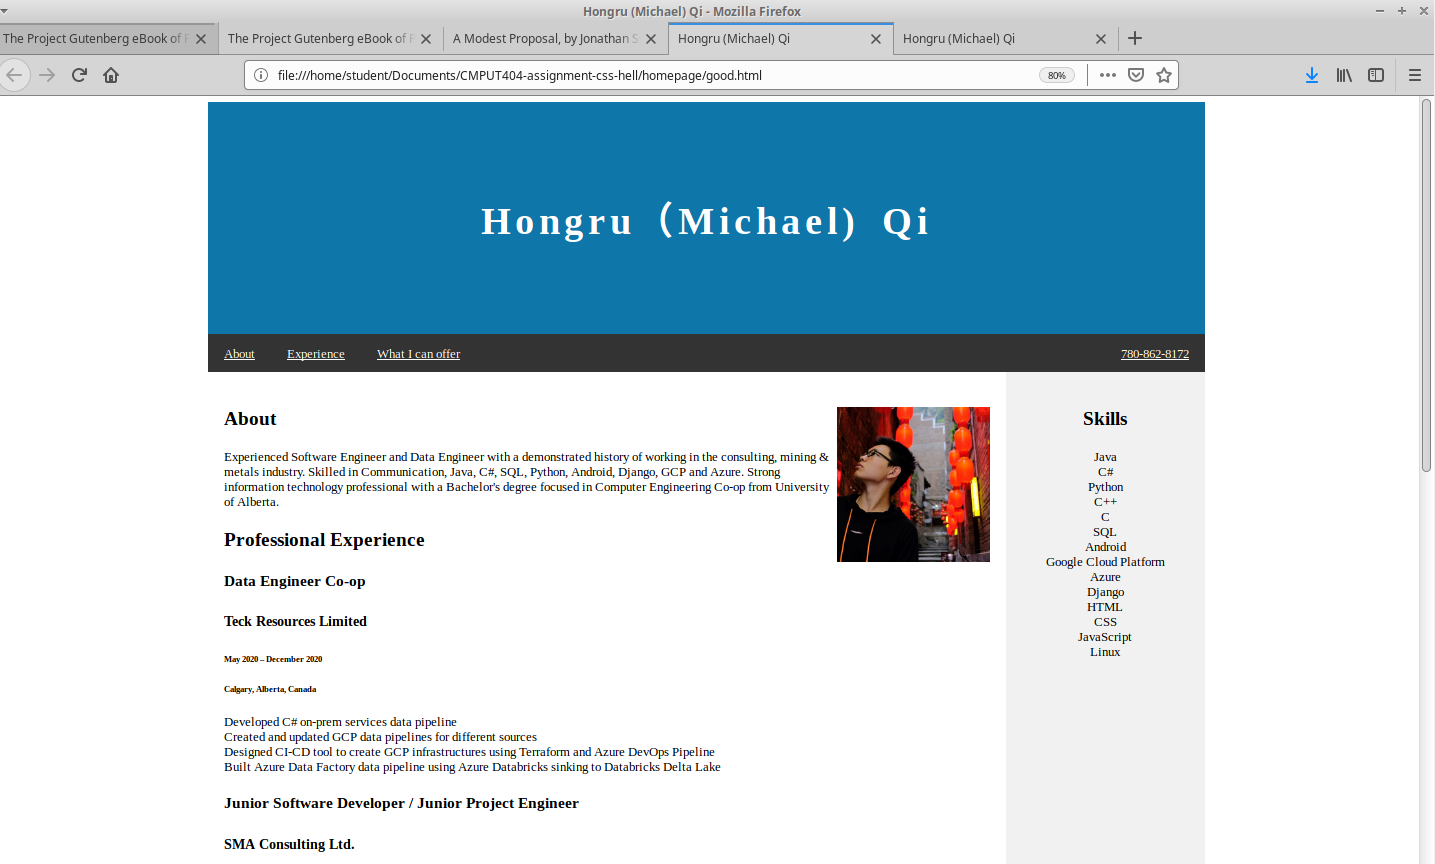 Hongru (Michael) Qi - Mozilla Firefox
The Project Gutenberg eBook of
The Project Gutenberg eBook of
A Modest Proposal, by Jonathan S
Hongru (Michael) Qi
Hongru (Michael) Qi
file:///home/student/Documents/CMPUT404-assignment-css-hell/homepage/good.html
80%
Hongru（Michael) Qi
About
Experience
What I can offer
780-862-8172
About
Experienced Software Engineer and Data Engineer with a demonstrated history of working in the consulting, mining &
metals industry. Skilled in Communication, Java, C#, SQL, Python, Android, Django, GCP and Azure. Strong
information technology professional with a Bachelor's degree focused in Computer Engineering Co-op from University
of Alberta.
Professional Experience
Data Engineer Co-op
Teck Resources Limited
May 2020 – December 2020
Calgary, Alberta, Canada
Developed C# on-prem services data pipeline
Created and updated GCP data pipelines for different sources
Designed CI-CD tool to create GCP infrastructures using Terraform and Azure DevOps Pipeline
Built Azure Data Factory data pipeline using Azure Databricks sinking to Databricks Delta Lake
Junior Software Developer / Junior Project Engineer
SMA Consulting Ltd.
Skills
Java
C#
Python
C++
C
SQL
Android
Google Cloud Platform
Azure
Django
HTML
CSS
JavaScript
Linux